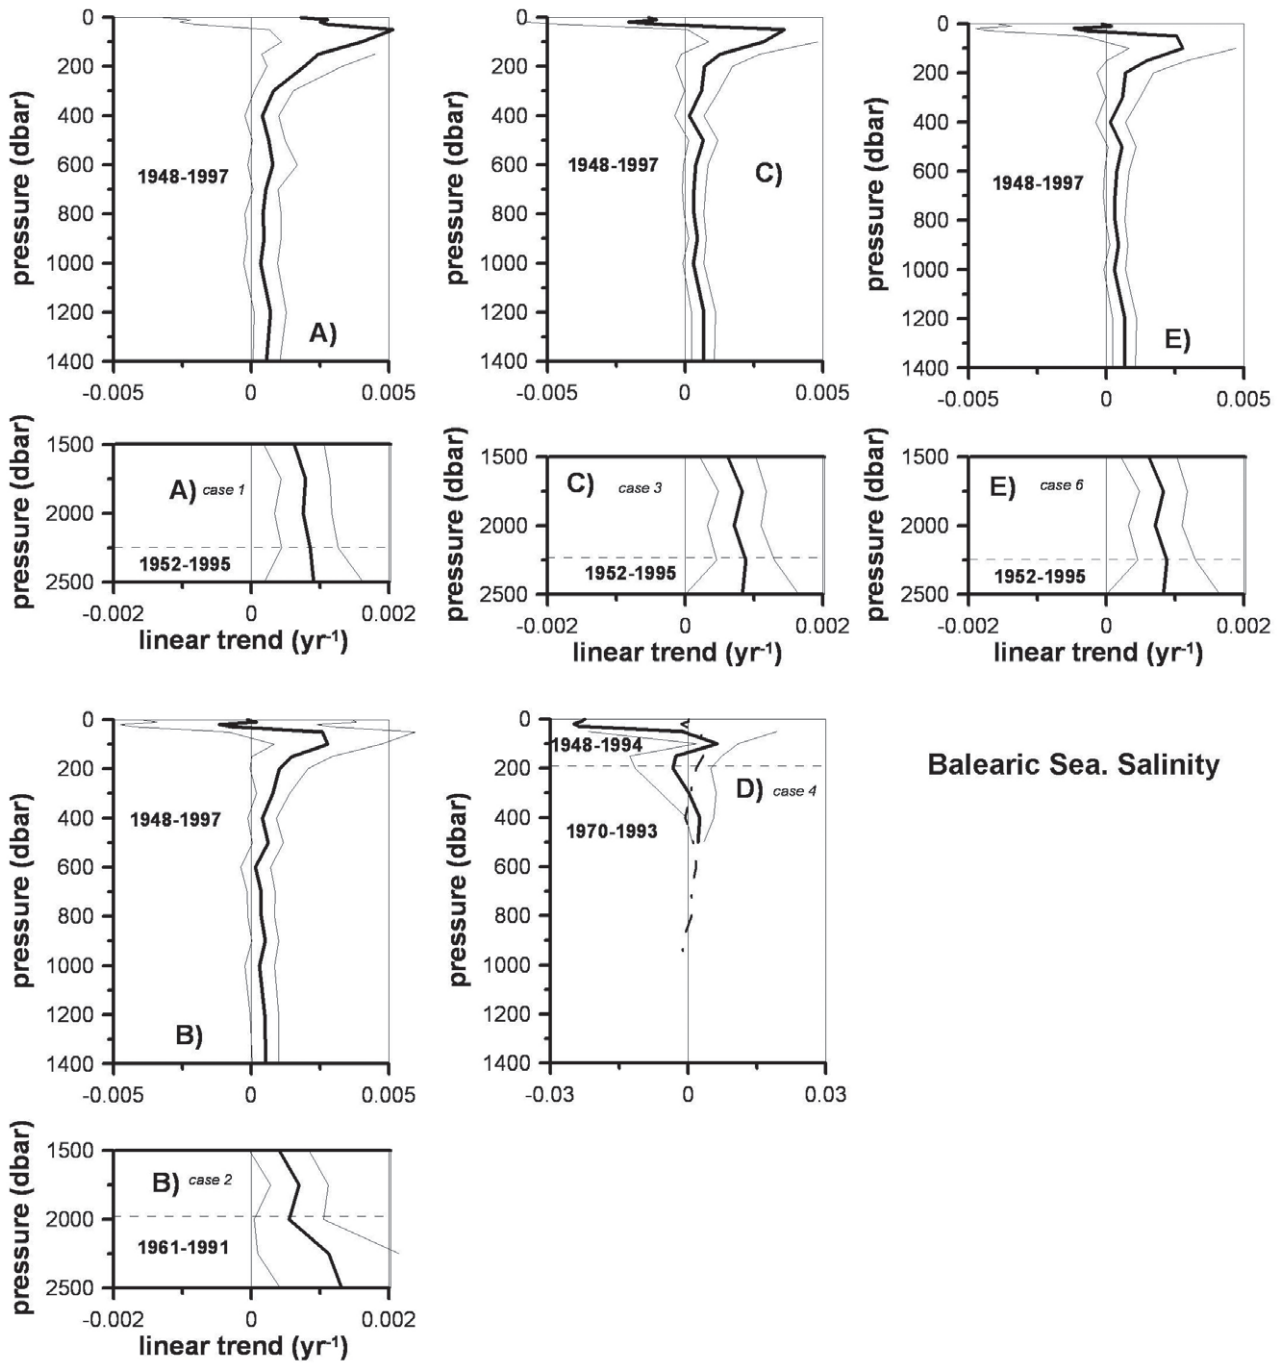 0
200
400
600
800
1000
1200
1400
pressure (dbar)
1948-1997
A)
-0.005 0 0.005
0
200
400
600
800
1000
1200
1400
pressure (dbar)
1948-1997
C)
-0.005 0 0.005
0
200
400
600
800
1000
1200
1400
pressure (dbar)
1948-1997
E)
-0.005 0 0.005
1500
2000
2500
pressure (dbar)
A) case 1
1952-1995
-0.002 0 0.002
linear trend (yr⁻¹)
1500
2000
2500
pressure (dbar)
C) case 3
1952-1995
-0.002 0 0.002
linear trend (yr⁻¹)
1500
2000
2500
pressure (dbar)
E) case 6
1952-1995
-0.002 0 0.002
linear trend (yr⁻¹)
0
200
400
600
800
1000
1200
1400
pressure (dbar)
1948-1997
B)
-0.005 0 0.005
0
200
400
600
800
1000
1200
1400
pressure (dbar)
1948-1994
D) case 4
1970-1993
-0.03 0 0.03
Balearic Sea. Salinity
1500
2000
2500
pressure (dbar)
B) case 2
1961-1991
-0.002 0 0.002
linear trend (yr⁻¹)